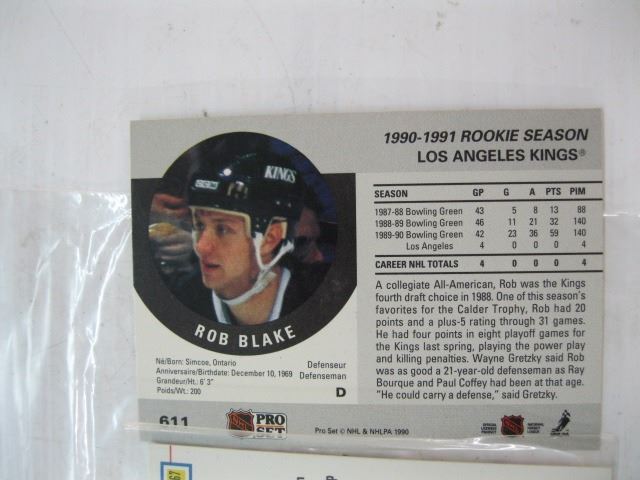 1990-1991 ROOKIE SEASON
LOS ANGELES KINGS®
KINGS
ROB BLAKE
Né/Born: Simcoe, Ontario
Anniversaire/Birthdate: December 10, 1969
Grandeur/Ht.: 6' 3"
Poids/Wt.: 200
Defenseur
Defenseman
D
SEASON GP G A PTS PIM
1987-88 Bowling Green 43 5 8 13 88
1988-89 Bowling Green 46 11 21 32 140
1989-90 Bowling Green 42 23 36 59 140
Los Angeles 4 0 0 0 4
CAREER NHL TOTALS 4 0 0 0 4
A collegiate All-American, Rob was the Kings
fourth draft choice in 1988. One of this season's
favorites for the Calder Trophy, Rob had 20
points and a plus-5 rating through 31 games.
He had four points in eight playoff games for
the Kings last spring, playing the power play
and killing penalties. Wayne Gretzky said Rob
was as good a 21-year-old defenseman as Ray
Bourque and Paul Coffey had been at that age.
"He could carry a defense," said Gretzky.
611
NHL
PRO
SET
Pro Set © NHL & NHLPA 1990